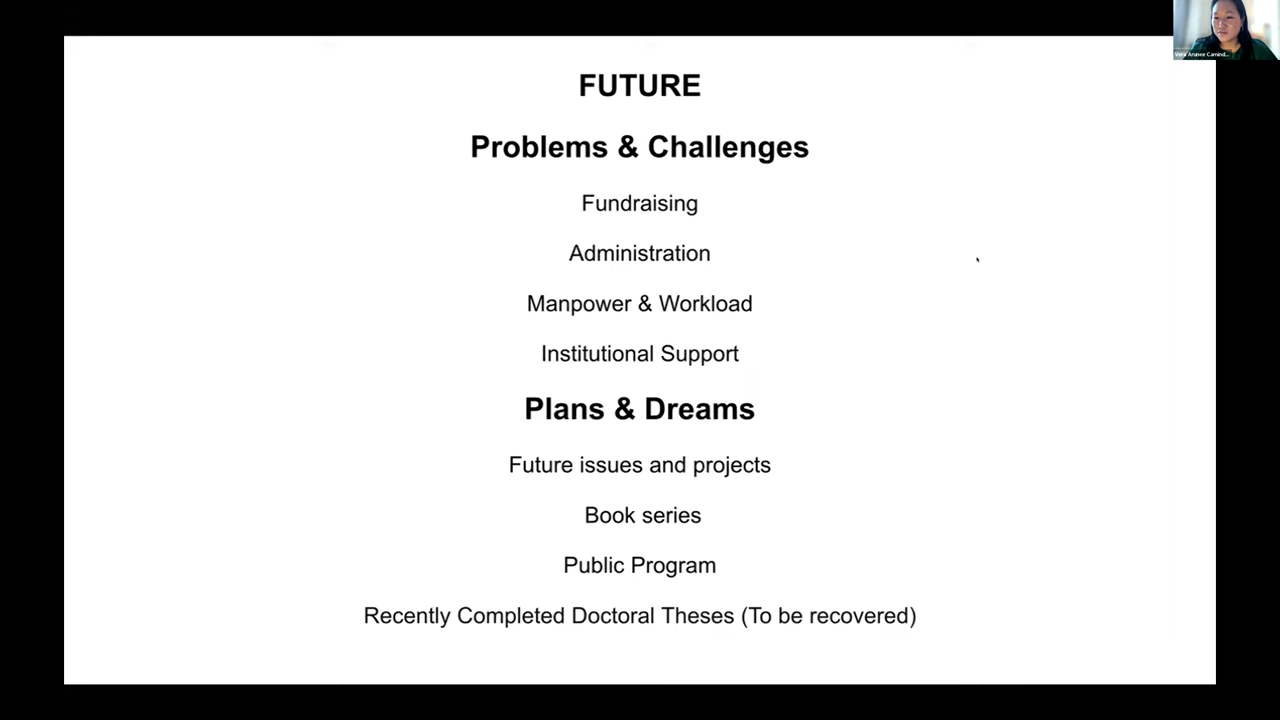 FUTURE
Problems & Challenges
Fundraising
Administration
Manpower & Workload
Institutional Support
Plans & Dreams
Future issues and projects
Book series
Public Program
Recently Completed Doctoral Theses (To be recovered)